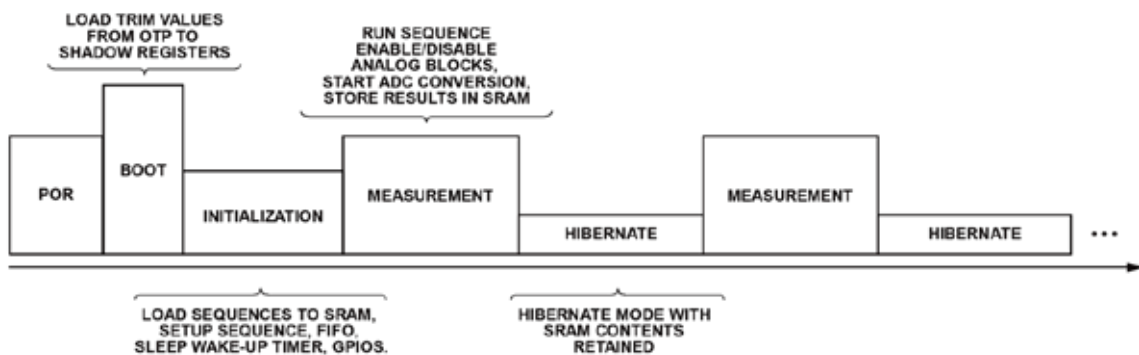 LOAD TRIM VALUES
FROM OTP TO
SHADOW REGISTERS
RUN SEQUENCE
ENABLE/DISABLE
ANALOG BLOCKS,
START ADC CONVERSION,
STORE RESULTS IN SRAM
POR
BOOT
INITIALIZATION
MEASUREMENT
HIBERNATE
MEASUREMENT
HIBERNATE
•••
LOAD SEQUENCES TO SRAM,
SETUP SEQUENCE, FIFO,
SLEEP WAKE-UP TIMER, GPIOS.
HIBERNATE MODE WITH
SRAM CONTENTS
RETAINED